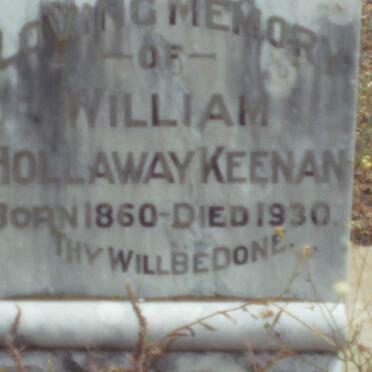 LOVING MEMORY
— OF —
WILLIAM
HOLLAWAY KEENAN
BORN 1860 - DIED 1930.
THY WILL BE DONE.